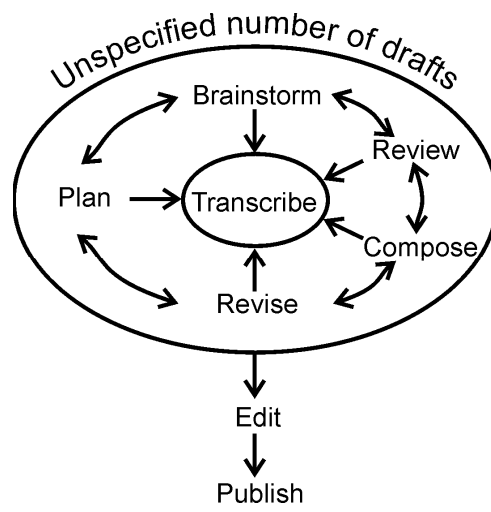 Unspecified number of drafts
Brainstorm
Review
Plan
Transcribe
Compose
Revise
Edit
Publish